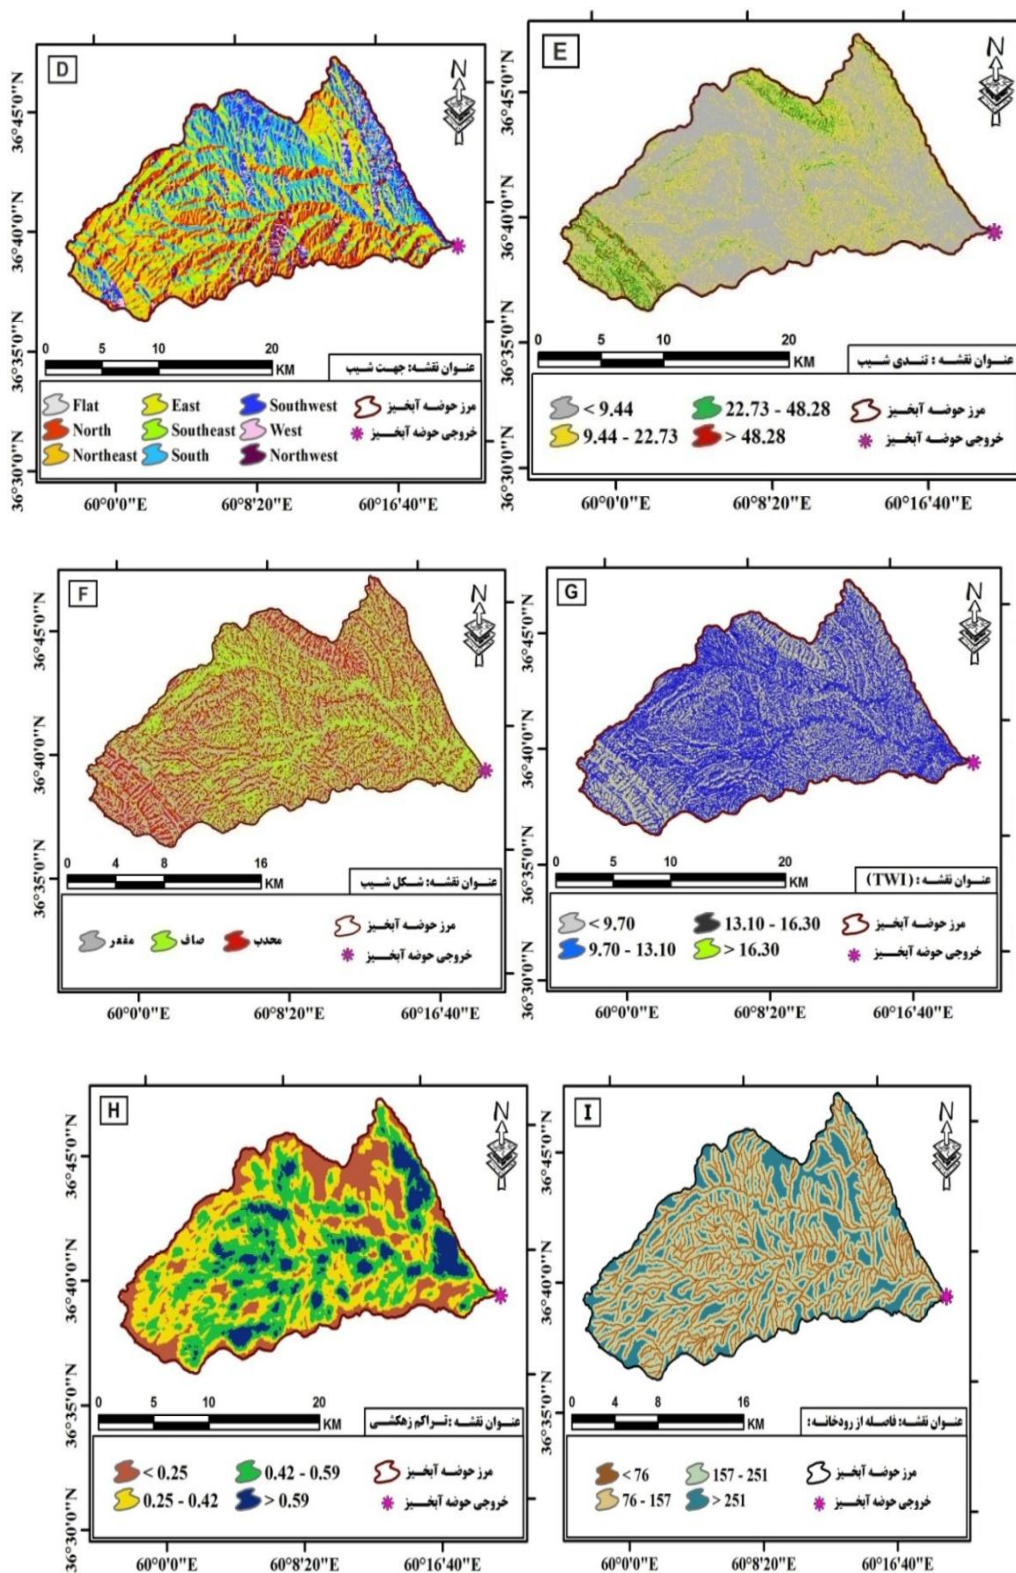 D
N
36°45'0"N
36°40'0"N
36°35'0"N
36°30'0"N
0 5 10 20
KM
عنوان نقشه: جهت شیب
Flat East Southwest مرز حوضه آبخیز
North Southeast West خروجی حوضه آبخیز
Northeast South Northwest
60°0'0"E 60°8'20"E 60°16'40"E
E
N
36°45'0"N
36°40'0"N
36°35'0"N
36°30'0"N
0 5 10 20
KM
عنوان نقشه : تندی شیب
< 9.44 22.73 - 48.28 مرز حوضه آبخیز
9.44 - 22.73 > 48.28 خروجی حوضه آبخیز
60°0'0"E 60°8'20"E 60°16'40"E
F
N
36°45'0"N
36°40'0"N
36°35'0"N
0 4 8 16
KM
عنوان نقشه: شکل شیب
مقعر صاف محدب مرز حوضه آبخیز
خروجی حوضه آبخیز
60°0'0"E 60°8'20"E 60°16'40"E
G
N
36°45'0"N
36°40'0"N
36°35'0"N
36°30'0"N
0 5 10 20
KM
عنوان نقشه : (TWI)
< 9.70 13.10 - 16.30 مرز حوضه آبخیز
9.70 - 13.10 > 16.30 خروجی حوضه آبخیز
60°0'0"E 60°8'20"E 60°16'40"E
H
N
36°45'0"N
36°40'0"N
36°35'0"N
36°30'0"N
0 5 10 20
KM
عنوان نقشه : تراکم زهکشی
< 0.25 0.42 - 0.59 مرز حوضه آبخیز
0.25 - 0.42 > 0.59 خروجی حوضه آبخیز
60°0'0"E 60°8'20"E 60°16'40"E
I
N
36°45'0"N
36°40'0"N
36°35'0"N
36°30'0"N
0 4 8 16
KM
عنوان نقشه: فاصله از رودخانه:
< 76 157 - 251 مرز حوضه آبخیز
76 - 157 > 251 خروجی حوضه آبخیز
60°0'0"E 60°8'20"E 60°16'40"E